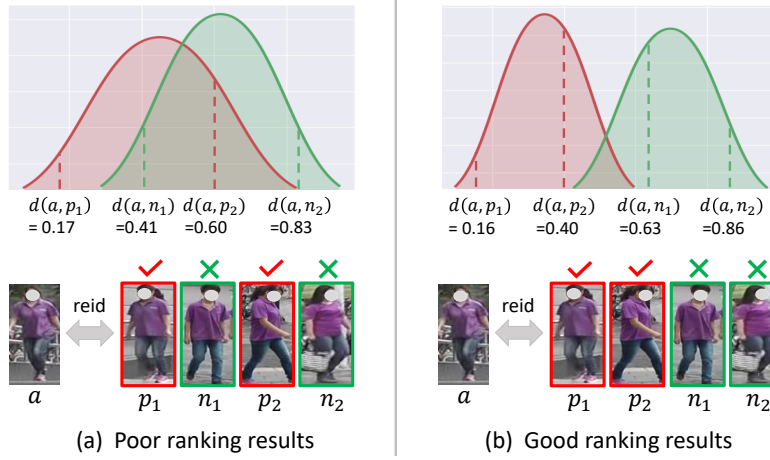 d(a, p₁) d(a, n₁) d(a, p₂) d(a, n₂)
= 0.17 =0.41 =0.60 =0.83
reid
a p₁ n₁ p₂ n₂
(a) Poor ranking results
d(a, p₁) d(a, p₂) d(a, n₁) d(a, n₂)
= 0.16 =0.40 =0.63 =0.86
reid
a p₁ p₂ n₁ n₂
(b) Good ranking results